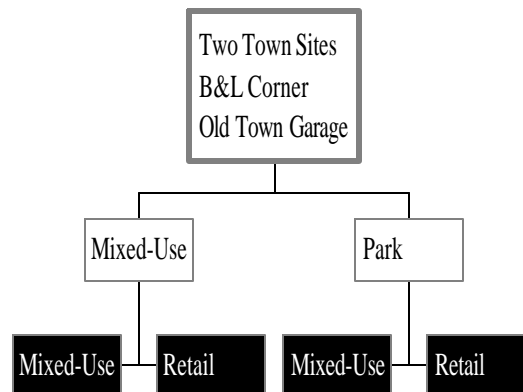 Two Town Sites
B&L Corner
Old Town Garage
Mixed-Use
Park
Mixed-Use
Retail
Mixed-Use
Retail